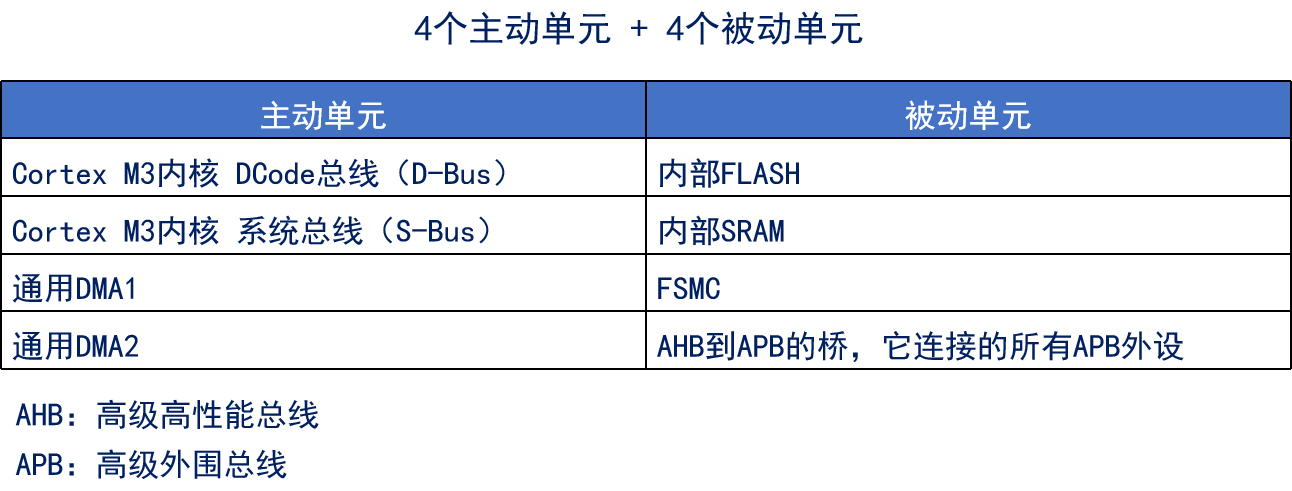 4个主动单元 + 4个被动单元
主动单元 被动单元
Cortex M3内核 DCode总线（D-Bus） 内部FLASH
Cortex M3内核 系统总线（S-Bus） 内部SRAM
通用DMA1 FSMC
通用DMA2 AHB到APB的桥，它连接的所有APB外设
AHB：高级高性能总线
APB：高级外围总线